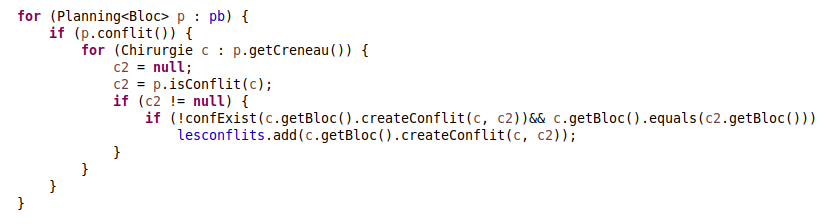 for (Planning<Bloc> p : pb) {
    if (p.conflit()) {
        for (Chirurgie c : p.getCreneau()) {
            c2 = null;
            c2 = p.isConflit(c);
            if (c2 != null) {
                if (!confExist(c.getBloc().createConflit(c, c2))&& c.getBloc().equals(c2.getBloc()))
                    lesconflits.add(c.getBloc().createConflit(c, c2));
            }
        }
    }
}